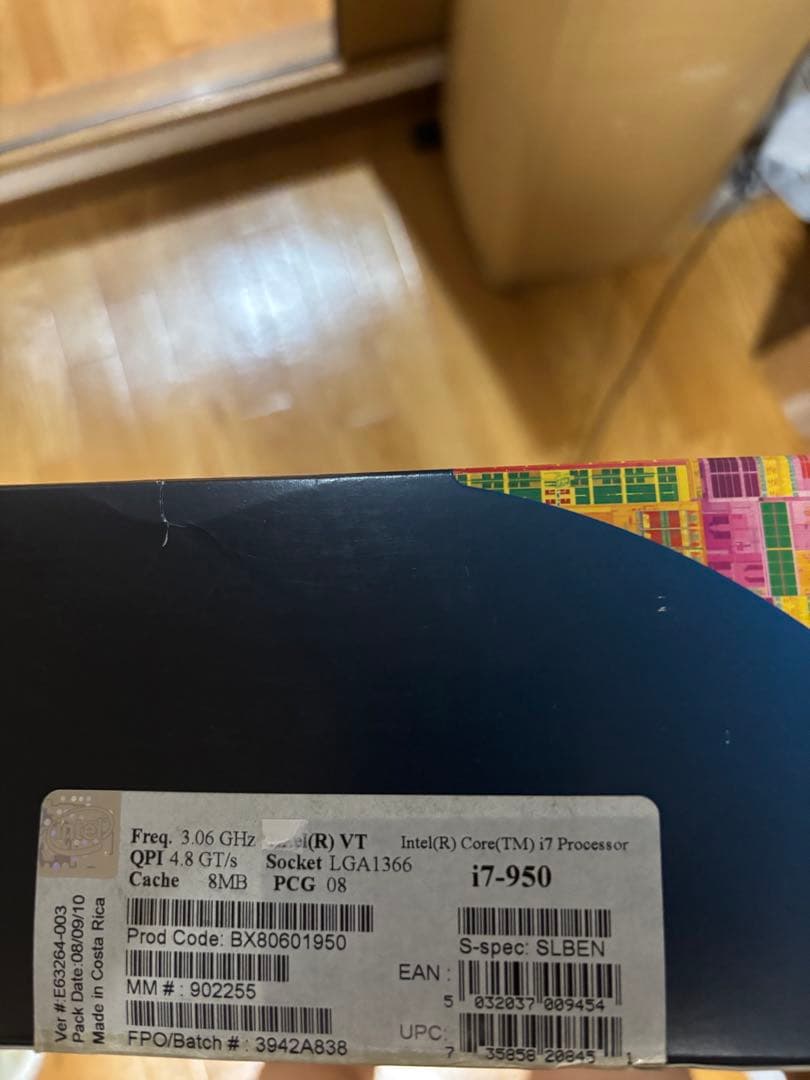 intel
Freq. 3.06 GHz el(R) VT
QPI 4.8 GT/s Socket LGA1366
Cache 8MB PCG 08
Intel(R) Core(TM) i7 Processor
i7-950
Prod Code: BX80601950
MM # : 902255
FPO/Batch # : 3942A838
S-spec: SLBEN
EAN :
5 032037 009454
UPC:
7 35858 20845 1
Ver #:E63264-003
Pack Date:08/09/10
Made in Costa Rica